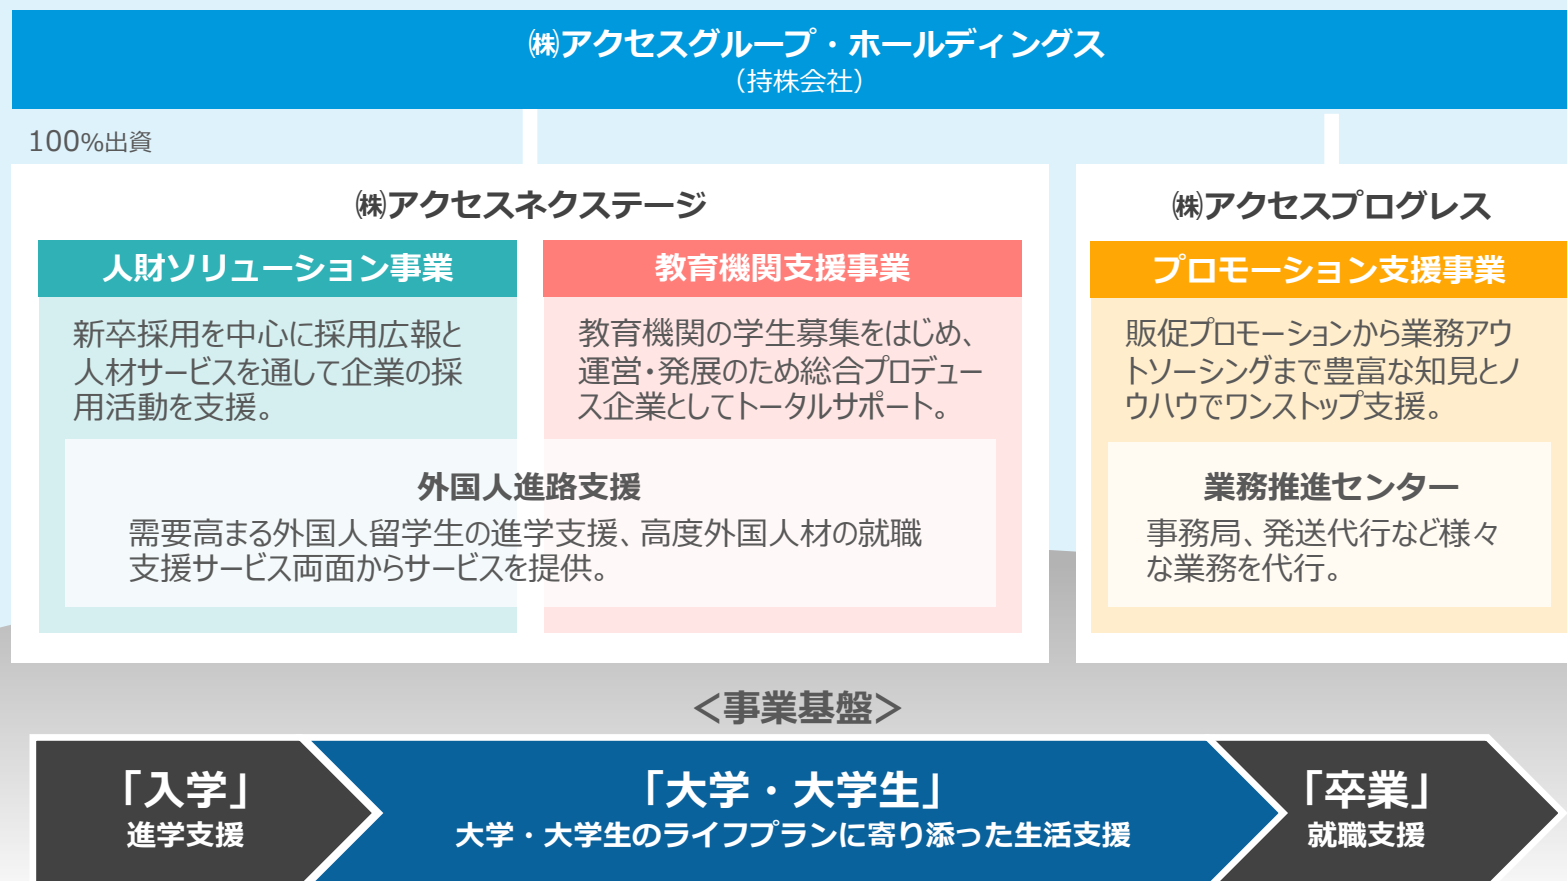 ㈱アクセスグループ・ホールディングス
（持株会社）
100%出資
㈱アクセスネクステージ
人財ソリューション事業
新卒採用を中心に採用広報と
人材サービスを通して企業の採
用活動を支援。
教育機関支援事業
教育機関の学生募集をはじめ、
運営・発展のため総合プロデュー
ス企業としてトータルサポート。
外国人進路支援
需要高まる外国人留学生の進学支援、高度外国人材の就職
支援サービス両面からサービスを提供。
㈱アクセスプログレス
プロモーション支援事業
販促プロモーションから業務アウ
トソーシングまで豊富な知見とノ
ウハウでワンストップ支援。
業務推進センター
事務局、発送代行など様々
な業務を代行。
＜事業基盤＞
「入学」
進学支援
「大学・大学生」
大学・大学生のライフプランに寄り添った生活支援
「卒業」
就職支援